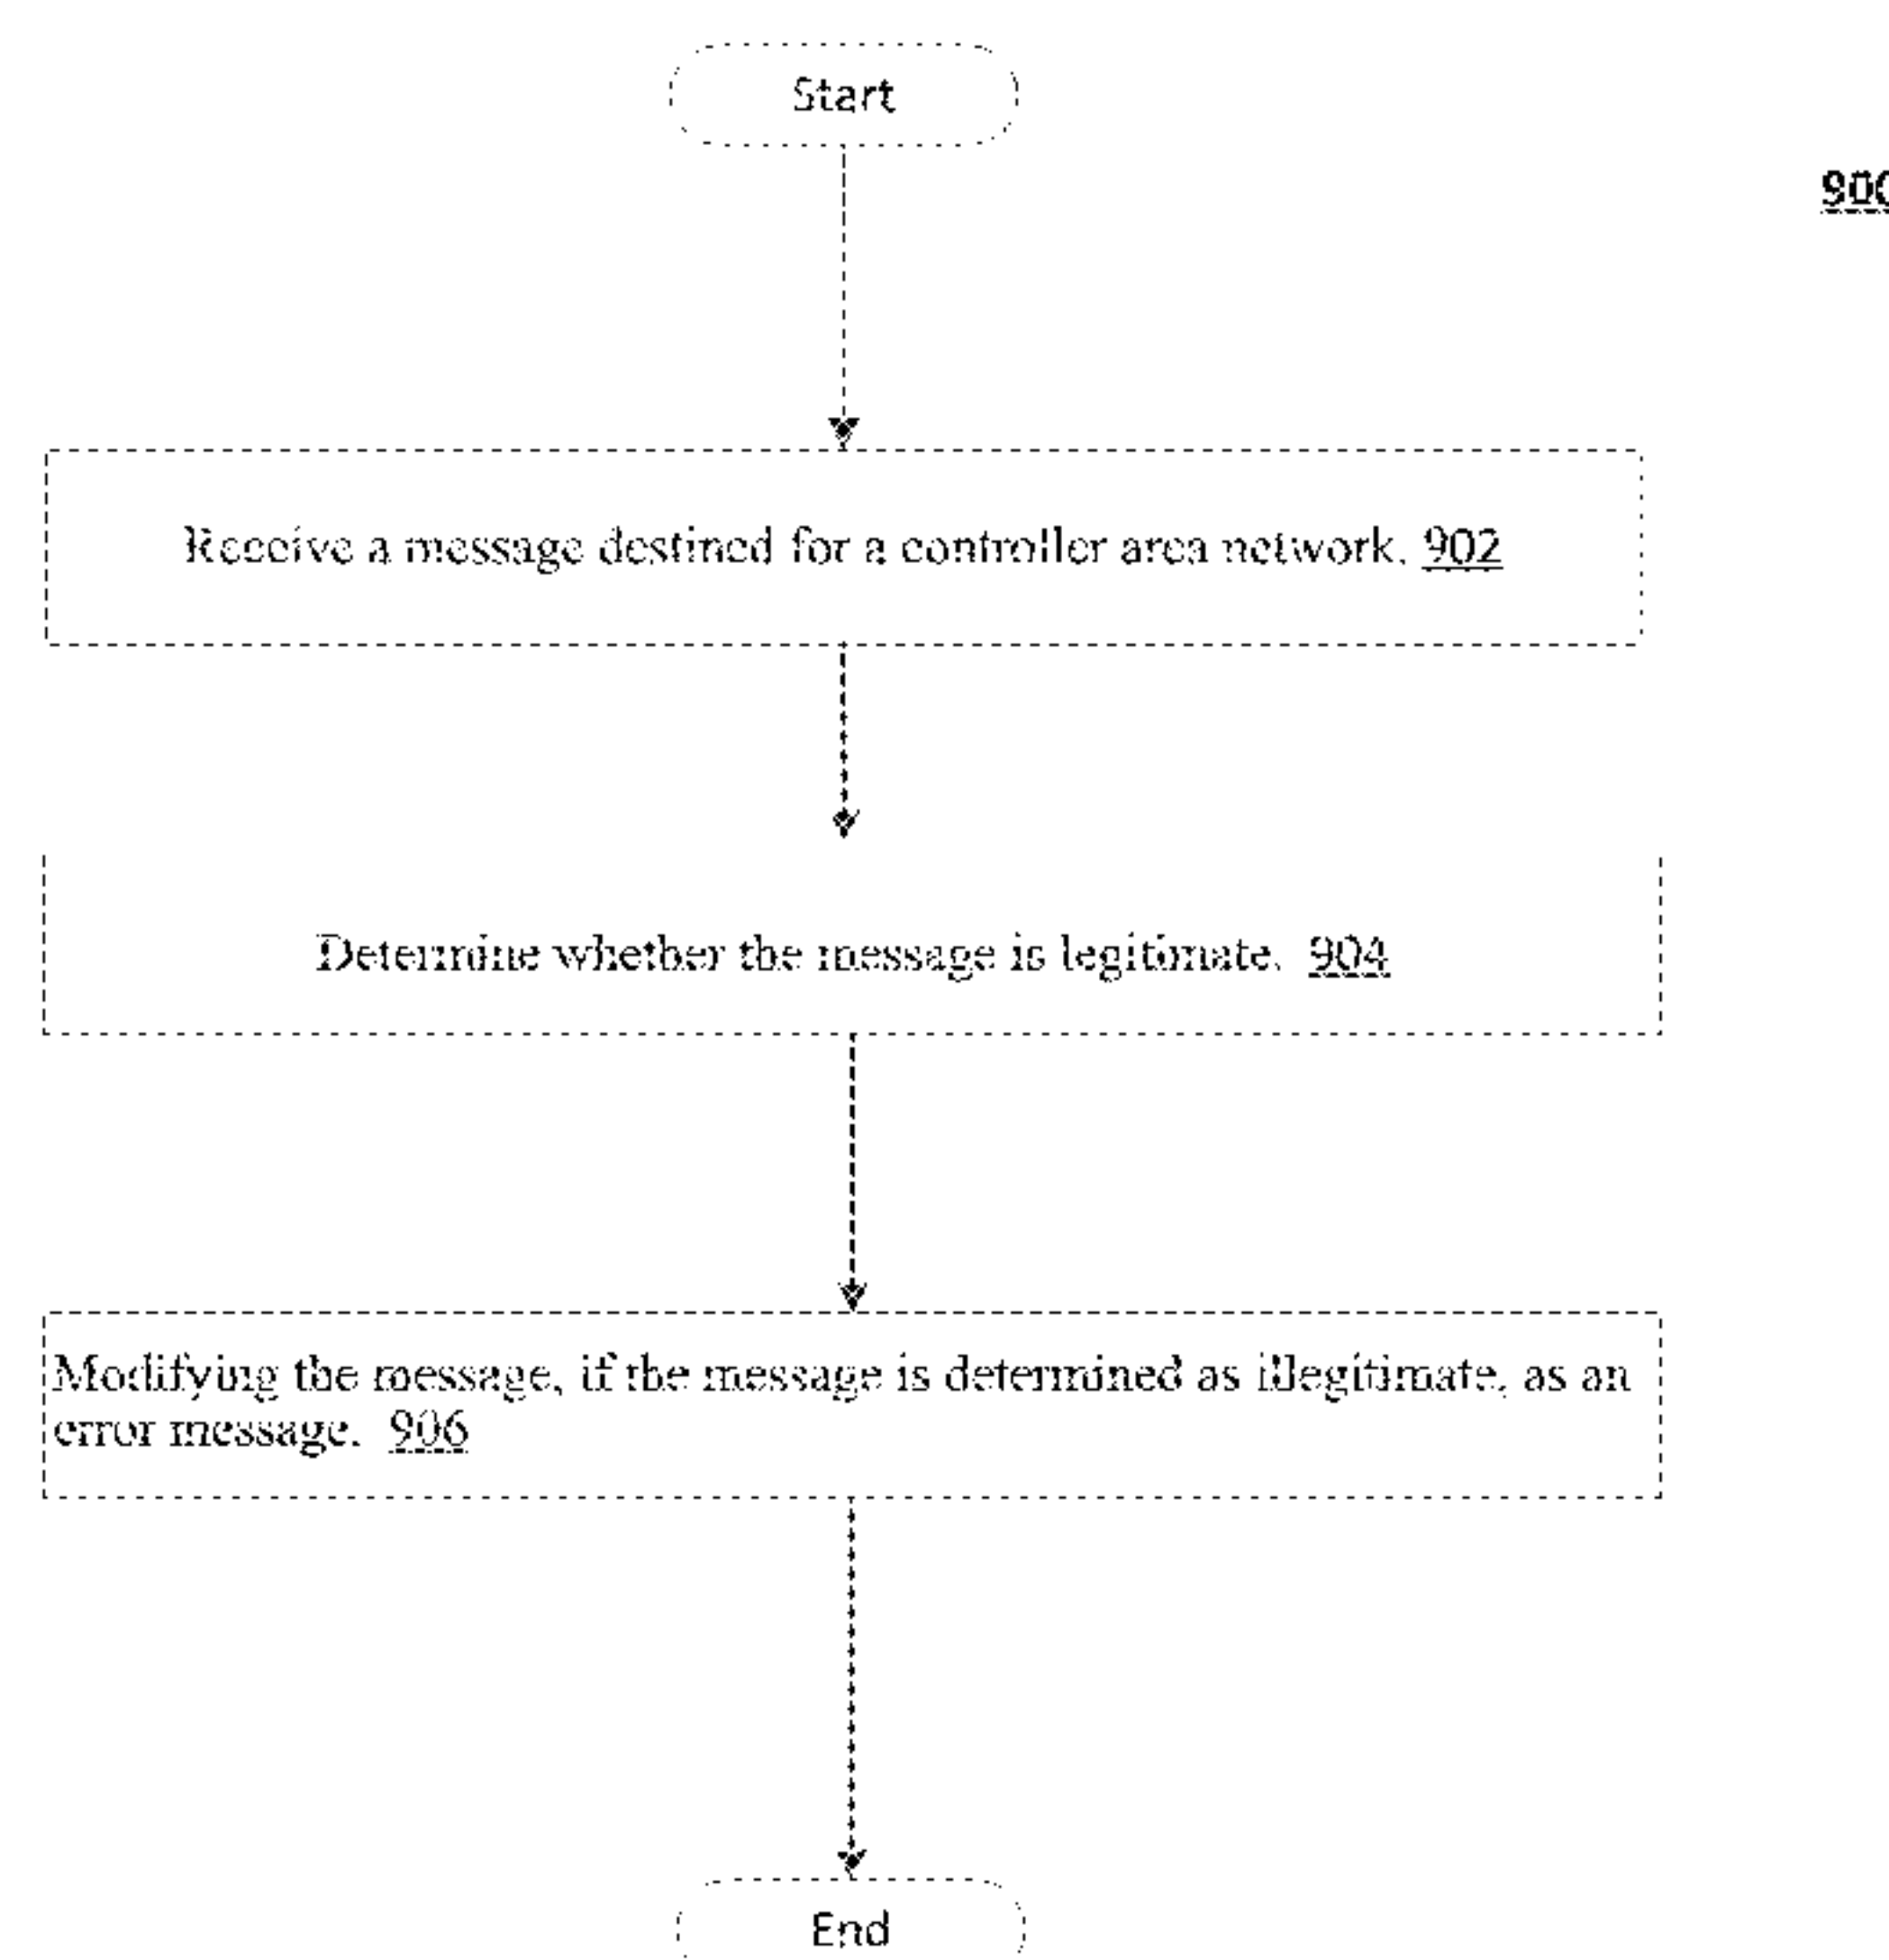 Start
900
Receive a message destined for a controller area network. 902
Determine whether the message is legitimate. 904
Modifying the message, if the message is determined as illegitimate, as an
error message. 906
End